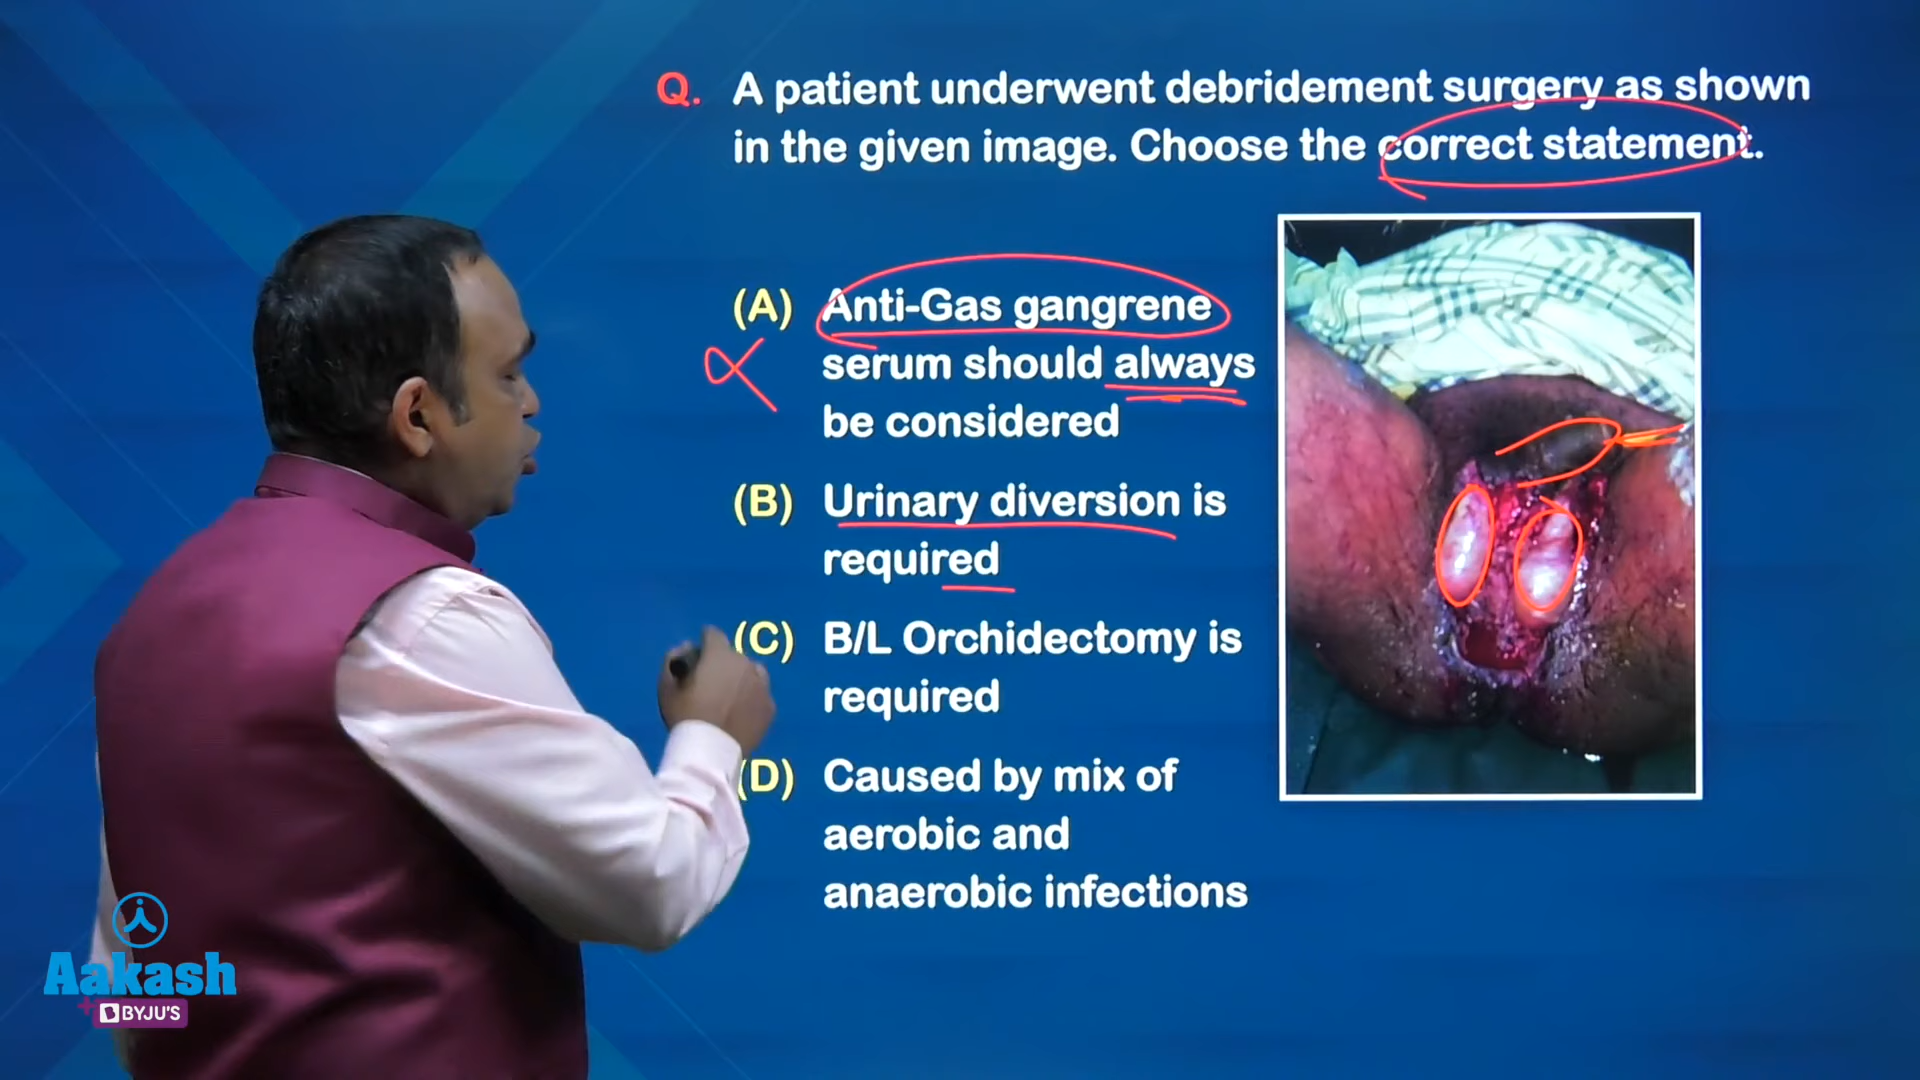 Q. A patient underwent debridement surgery as shown
in the given image. Choose the correct statement.
(A) Anti-Gas gangrene
serum should always
be considered
(B) Urinary diversion is
required
(C) B/L Orchidectomy is
required
(D) Caused by mix of
aerobic and
anaerobic infections
Aakash
+ BYJU'S